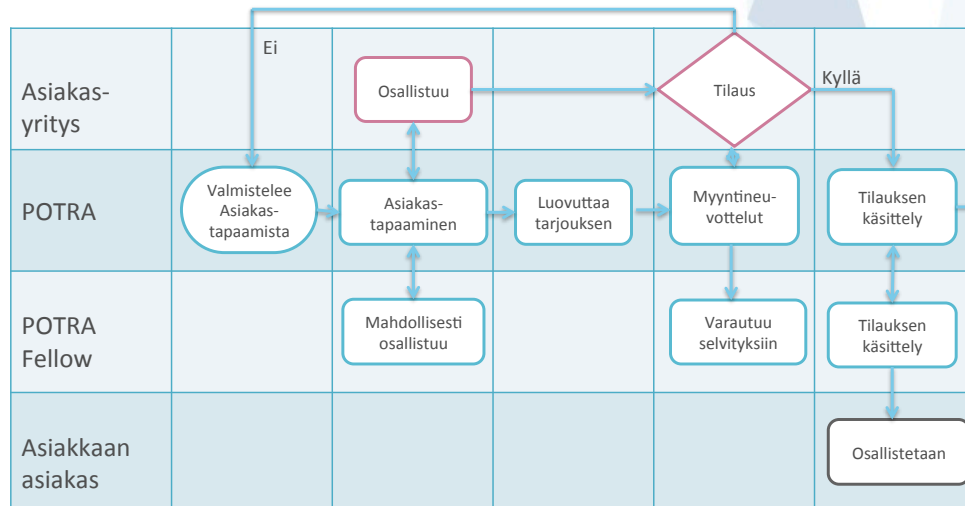 Ei
Asiakas-
yritys
Osallistuu
Tilaus
Kyllä
POTRA
Valmistelee
Asiakas-
tapaamista
Asiakas-
tapaaminen
Luovuttaa
tarjouksen
Myyntineu-
vottelut
Tilauksen
käsittely
POTRA
Fellow
Mahdollisesti
osallistuu
Varautuu
selvityksiin
Tilauksen
käsittely
Asiakkaan
asiakas
Osallistetaan